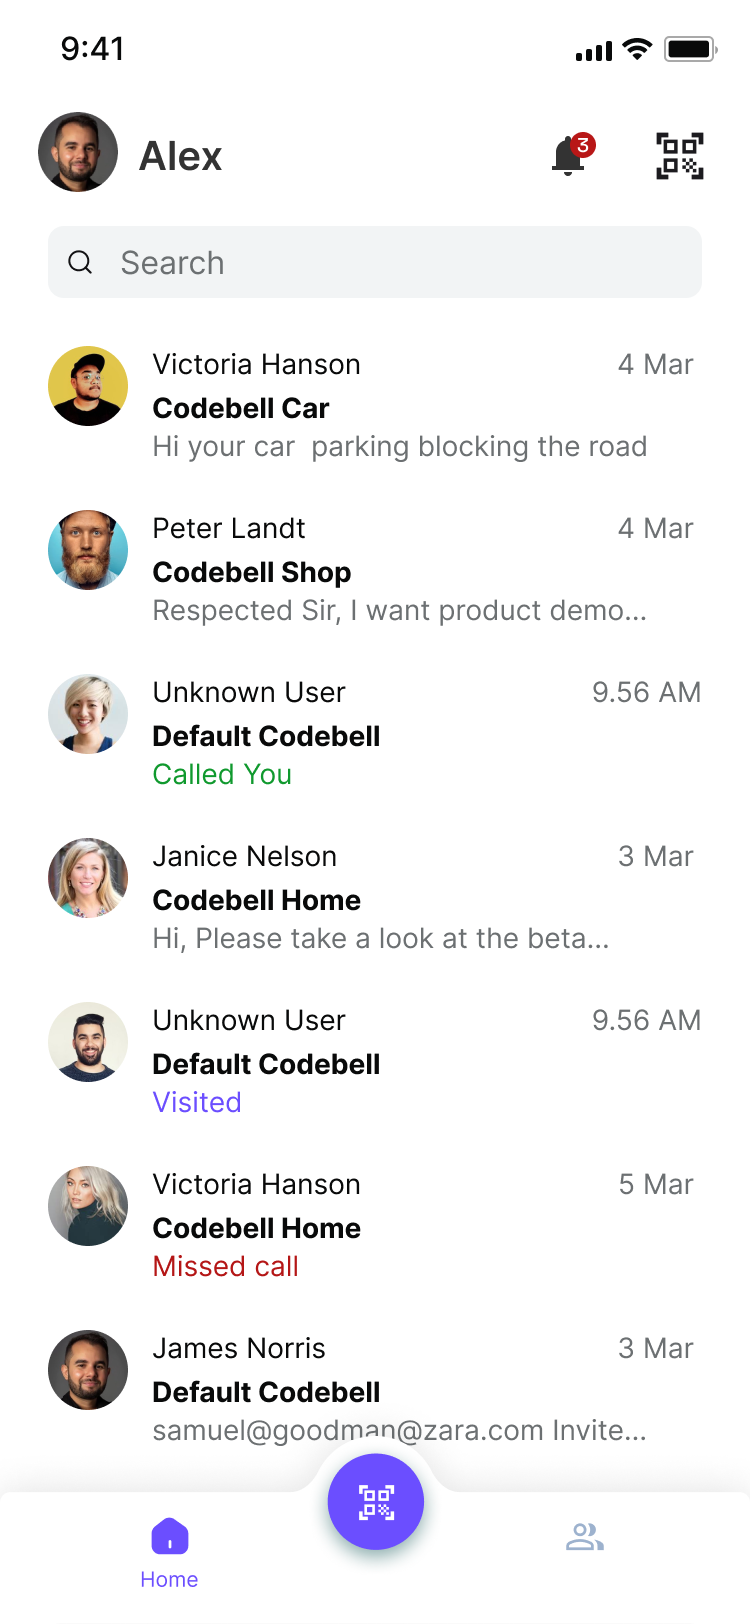 9:41
Alex
3
Search
Victoria Hanson 4 Mar
Codebell Car
Hi your car  parking blocking the road
Peter Landt 4 Mar
Codebell Shop
Respected Sir, I want product demo...
Unknown User 9.56 AM
Default Codebell
Called You
Janice Nelson 3 Mar
Codebell Home
Hi, Please take a look at the beta...
Unknown User 9.56 AM
Default Codebell
Visited
Victoria Hanson 5 Mar
Codebell Home
Missed call
James Norris 3 Mar
Default Codebell
samuel@goodman@zara.com Invite...
Home